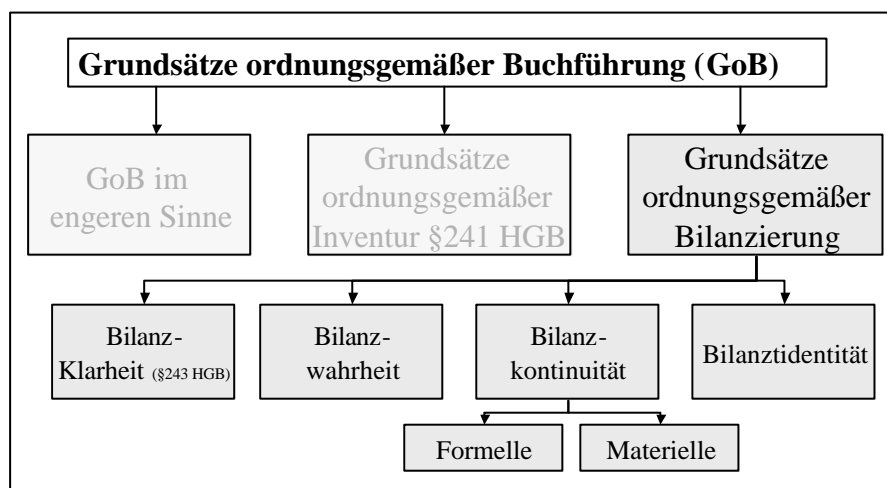 Grundsätze ordnungsgemäßer Buchführung (GoB)
GoB im
engeren Sinne
Grundsätze
ordnungsgemäßer
Inventur §241 HGB
Grundsätze
ordnungsgemäßer
Bilanzierung
Bilanz-
Klarheit (§243 HGB)
Bilanz-
wahrheit
Bilanz-
kontinuität
Bilanztidentität
Formelle
Materielle